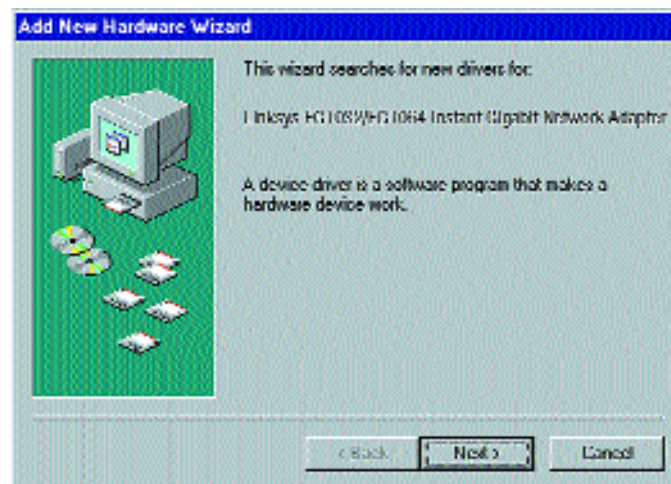 Add New Hardware Wizard
This wizard searches for new drivers for:
Linksys EG1032/EG1064 Instant Gigabit Network Adapter
A device driver is a software program that makes a
hardware device work.
< Back
Next >
Cancel